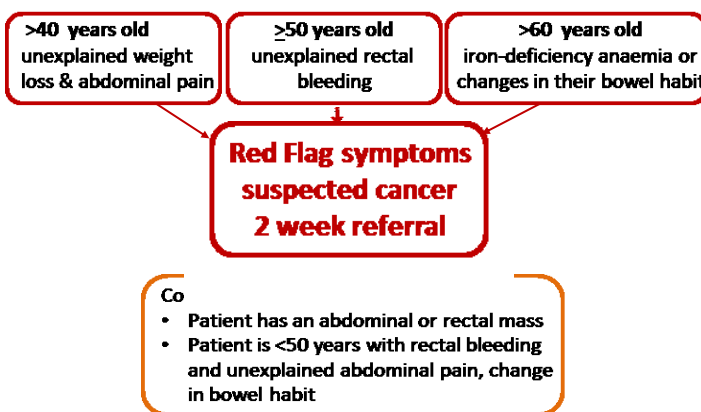 >40 years old
unexplained weight
loss & abdominal pain
≥50 years old
unexplained rectal
bleeding
>60 years old
iron-deficiency anaemia or
changes in their bowel habit
Red Flag symptoms
suspected cancer
2 week referral
Co
• Patient has an abdominal or rectal mass
• Patient is <50 years with rectal bleeding
and unexplained abdominal pain, change
in bowel habit